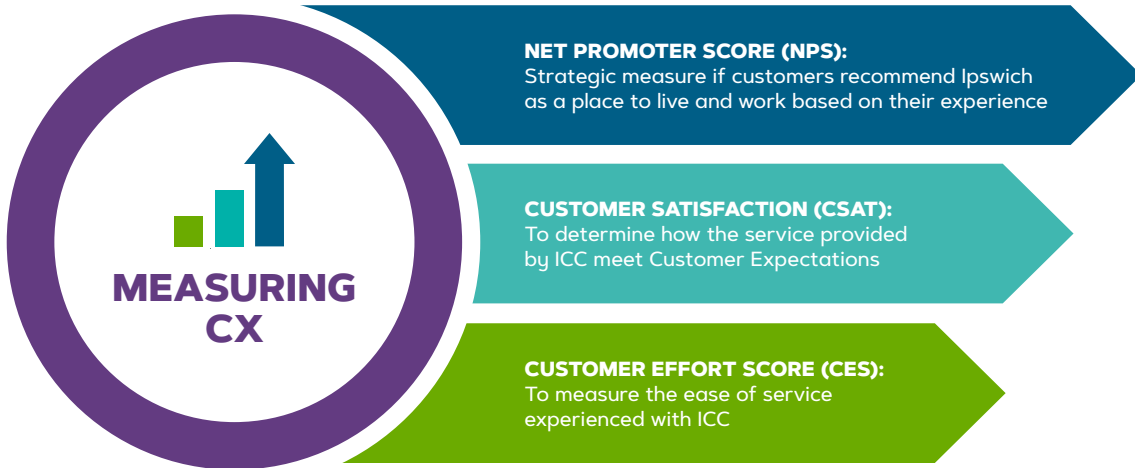 MEASURING
CX
NET PROMOTER SCORE (NPS):
Strategic measure if customers recommend Ipswich
as a place to live and work based on their experience
CUSTOMER SATISFACTION (CSAT):
To determine how the service provided
by ICC meet Customer Expectations
CUSTOMER EFFORT SCORE (CES):
To measure the ease of service
experienced with ICC